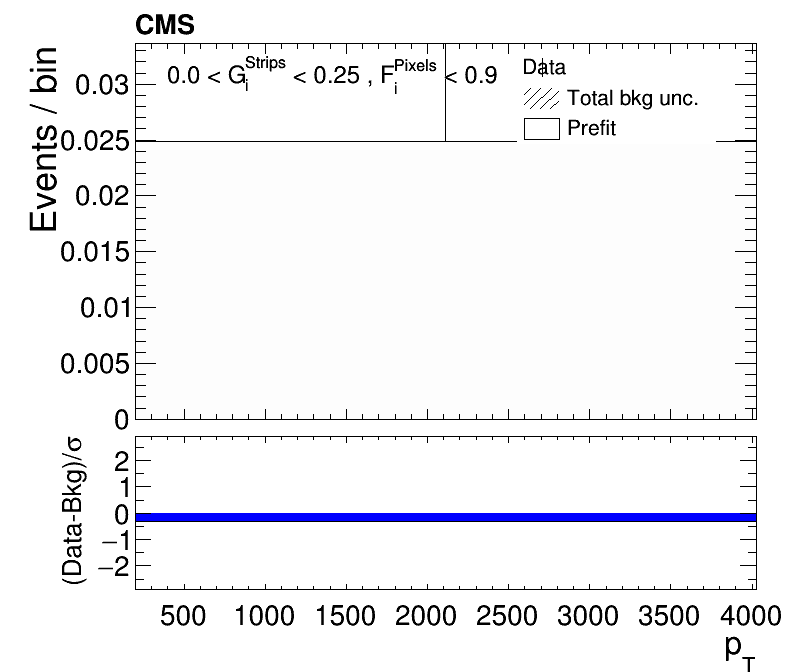 CMS
Events / bin
0.0 < G_i^Strips < 0.25 , F_i^Pixels < 0.9
Data
Total bkg unc.
Prefit
0.03
0.025
0.02
0.015
0.01
0.005
0
(Data-Bkg)/σ
2
1
0
−1
−2
500 1000 1500 2000 2500 3000 3500 4000
p_T